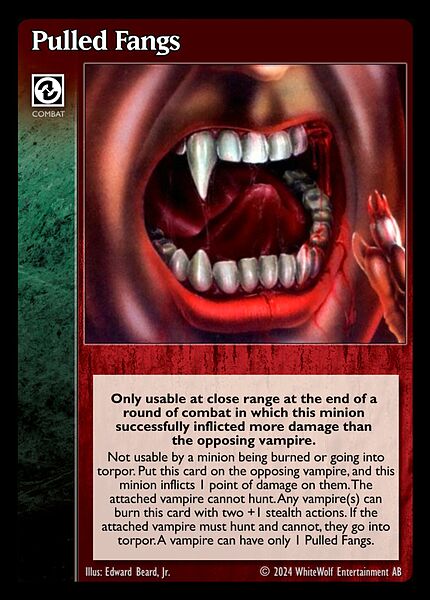 Pulled Fangs
COMBAT
Only usable at close range at the end of a
round of combat in which this minion
successfully inflicted more damage than
the opposing vampire.
Not usable by a minion being burned or going into
torpor. Put this card on the opposing vampire, and this
minion inflicts 1 point of damage on them. The
attached vampire cannot hunt. Any vampire(s) can
burn this card with two +1 stealth actions. If the
attached vampire must hunt and cannot, they go into
torpor. A vampire can have only 1 Pulled Fangs.
Illus: Edward Beard, Jr. © 2024 WhiteWolf Entertainment AB